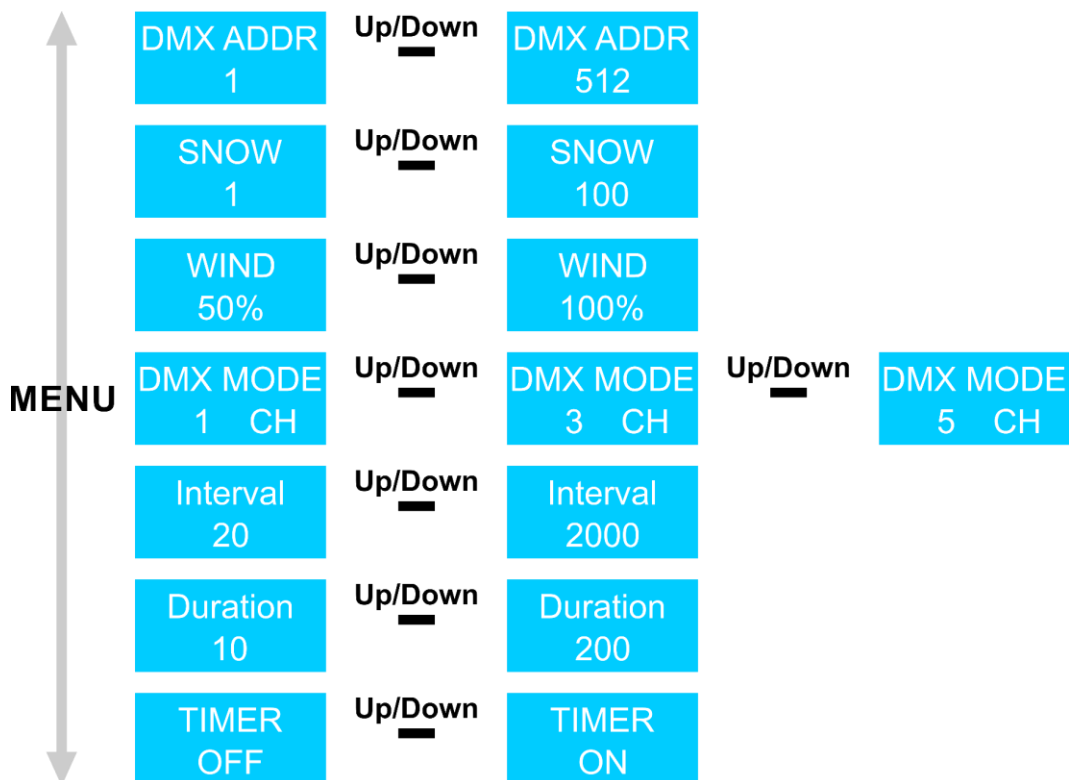 DMX ADDR
1
Up/Down
DMX ADDR
512
SNOW
1
Up/Down
SNOW
100
WIND
50%
Up/Down
WIND
100%
MENU
DMX MODE
1 CH
Up/Down
DMX MODE
3 CH
Up/Down
DMX MODE
5 CH
Interval
20
Up/Down
Interval
2000
Duration
10
Up/Down
Duration
200
TIMER
OFF
Up/Down
TIMER
ON